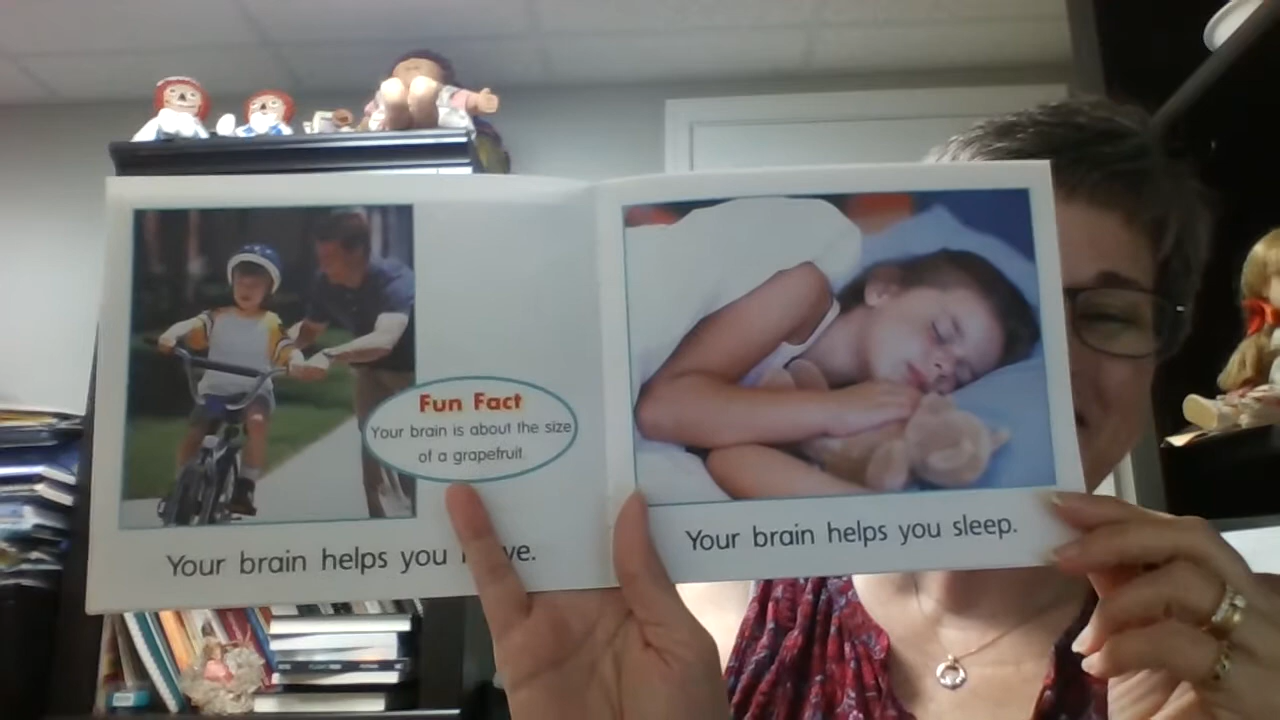 Fun Fact
Your brain is about the size
of a grapefruit.
Your brain helps you
Your brain helps you sleep.